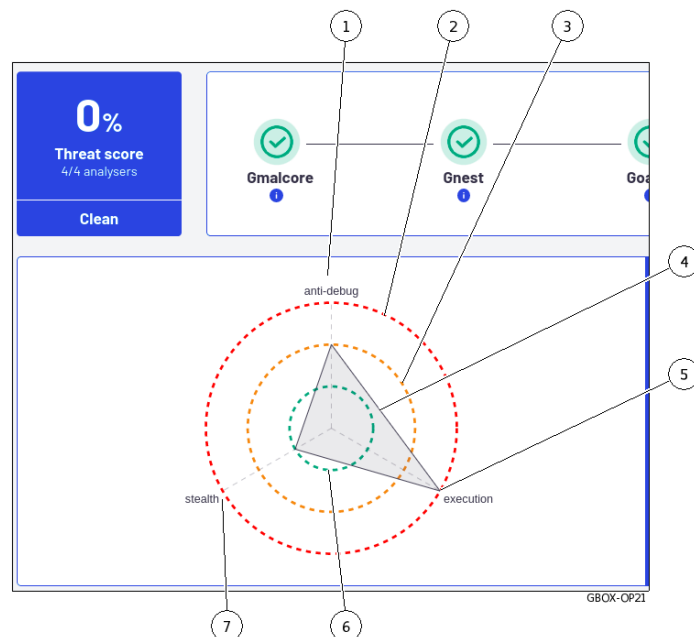 1
2
3
0%
Threat score
4/4 analysers
Clean
Gmalcore
Gnest
Goa
i
i
anti-debug
4
5
stealth
execution
GBOX-OP21
7
6